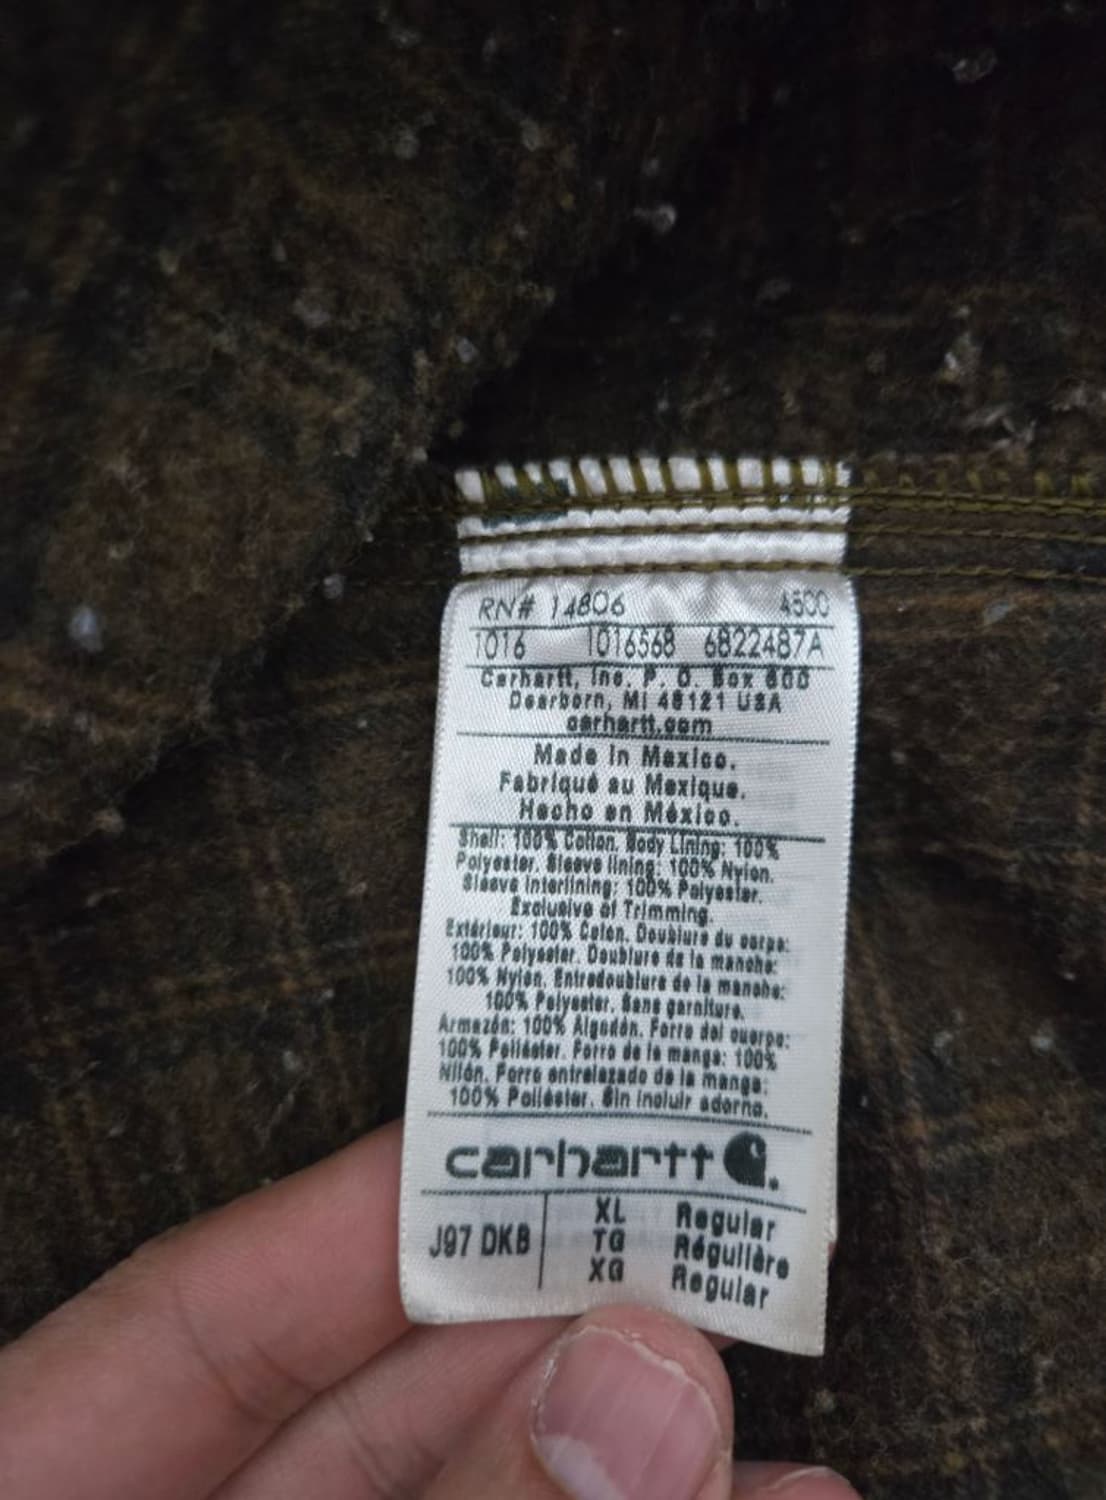 RN# 14806 4500
1016 1016568 6822487A
Carhartt, Inc. P. O. Box 600
Dearborn, MI 48121 USA
carhartt.com
Made in Mexico.
Fabriqué au Mexique.
Hecho en México.
Shell: 100% Cotton. Body Lining: 100%
Polyester. Sleeve lining: 100% Nylon.
Sleeve Interlining: 100% Polyester.
Exclusive of Trimming.
Extérieur: 100% Coton. Doublure du corps:
100% Polyester. Doublure de la manche:
100% Nylon. Entredoublure de la manche:
100% Polyester. Sans garniture.
Armazón: 100% Algodón. Forro del cuerpo:
100% Poliéster. Forro de la manga: 100%
Nilón. Forro entrelazado de la manga:
100% Poliéster. Sin incluir adorno.
carhartt
J97 DKB
XL Regular
TG Régulière
XG Regular